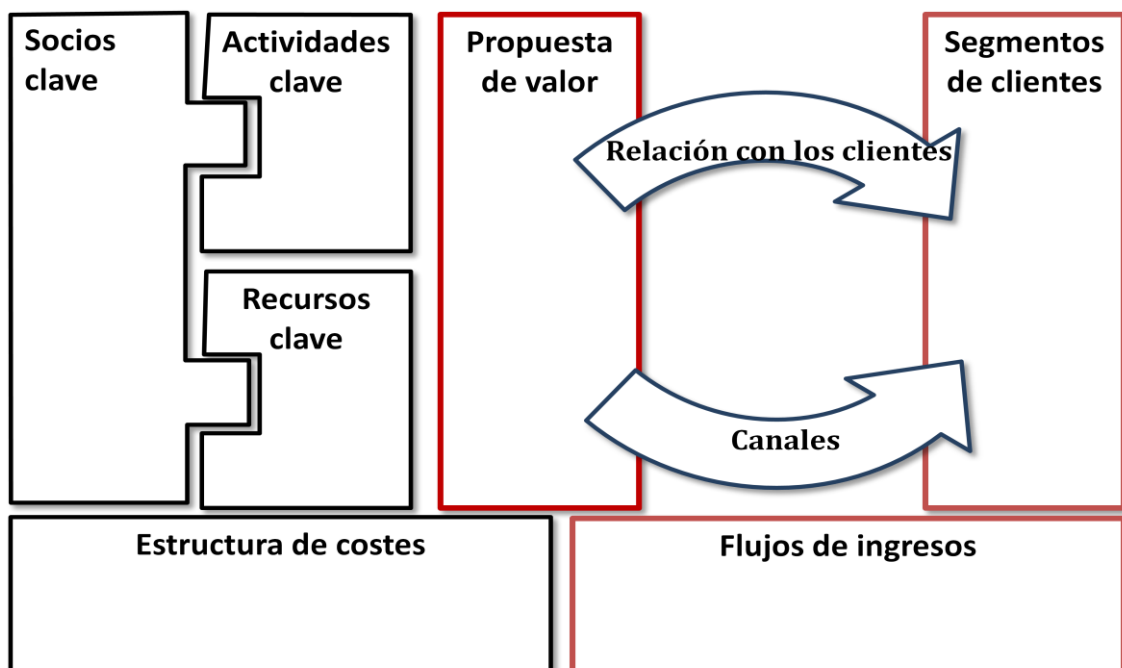 Socios
clave
Actividades
clave
Propuesta
de valor
Segmentos
de clientes
Relación con los clientes
Recursos
clave
Canales
Estructura de costes
Flujos de ingresos